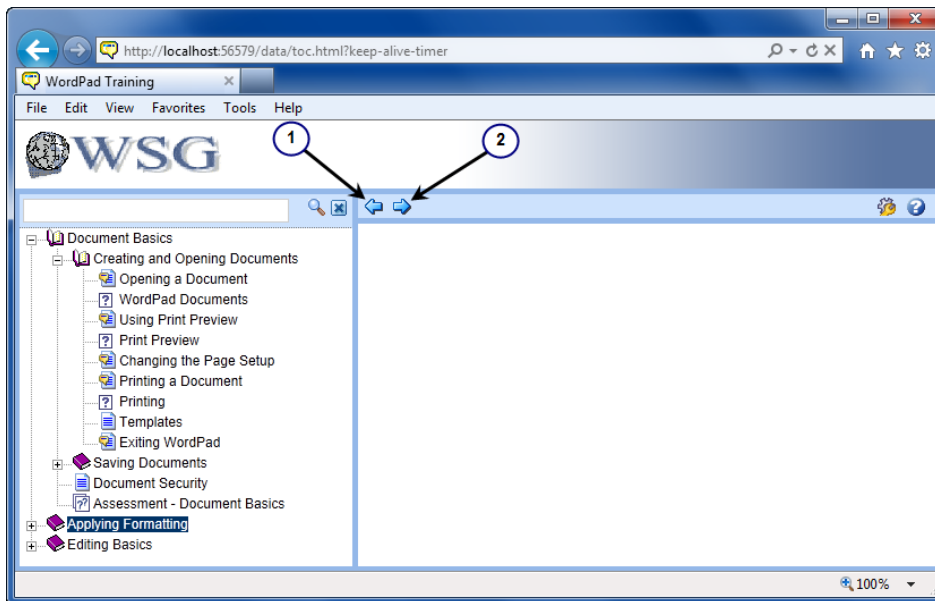 http://localhost:56579/data/toc.html?keep-alive-timer
WordPad Training
File Edit View Favorites Tools Help
WSG
1
2
Document Basics
Creating and Opening Documents
Opening a Document
WordPad Documents
Using Print Preview
Print Preview
Changing the Page Setup
Printing a Document
Printing
Templates
Exiting WordPad
Saving Documents
Document Security
Assessment - Document Basics
Applying Formatting
Editing Basics
100%